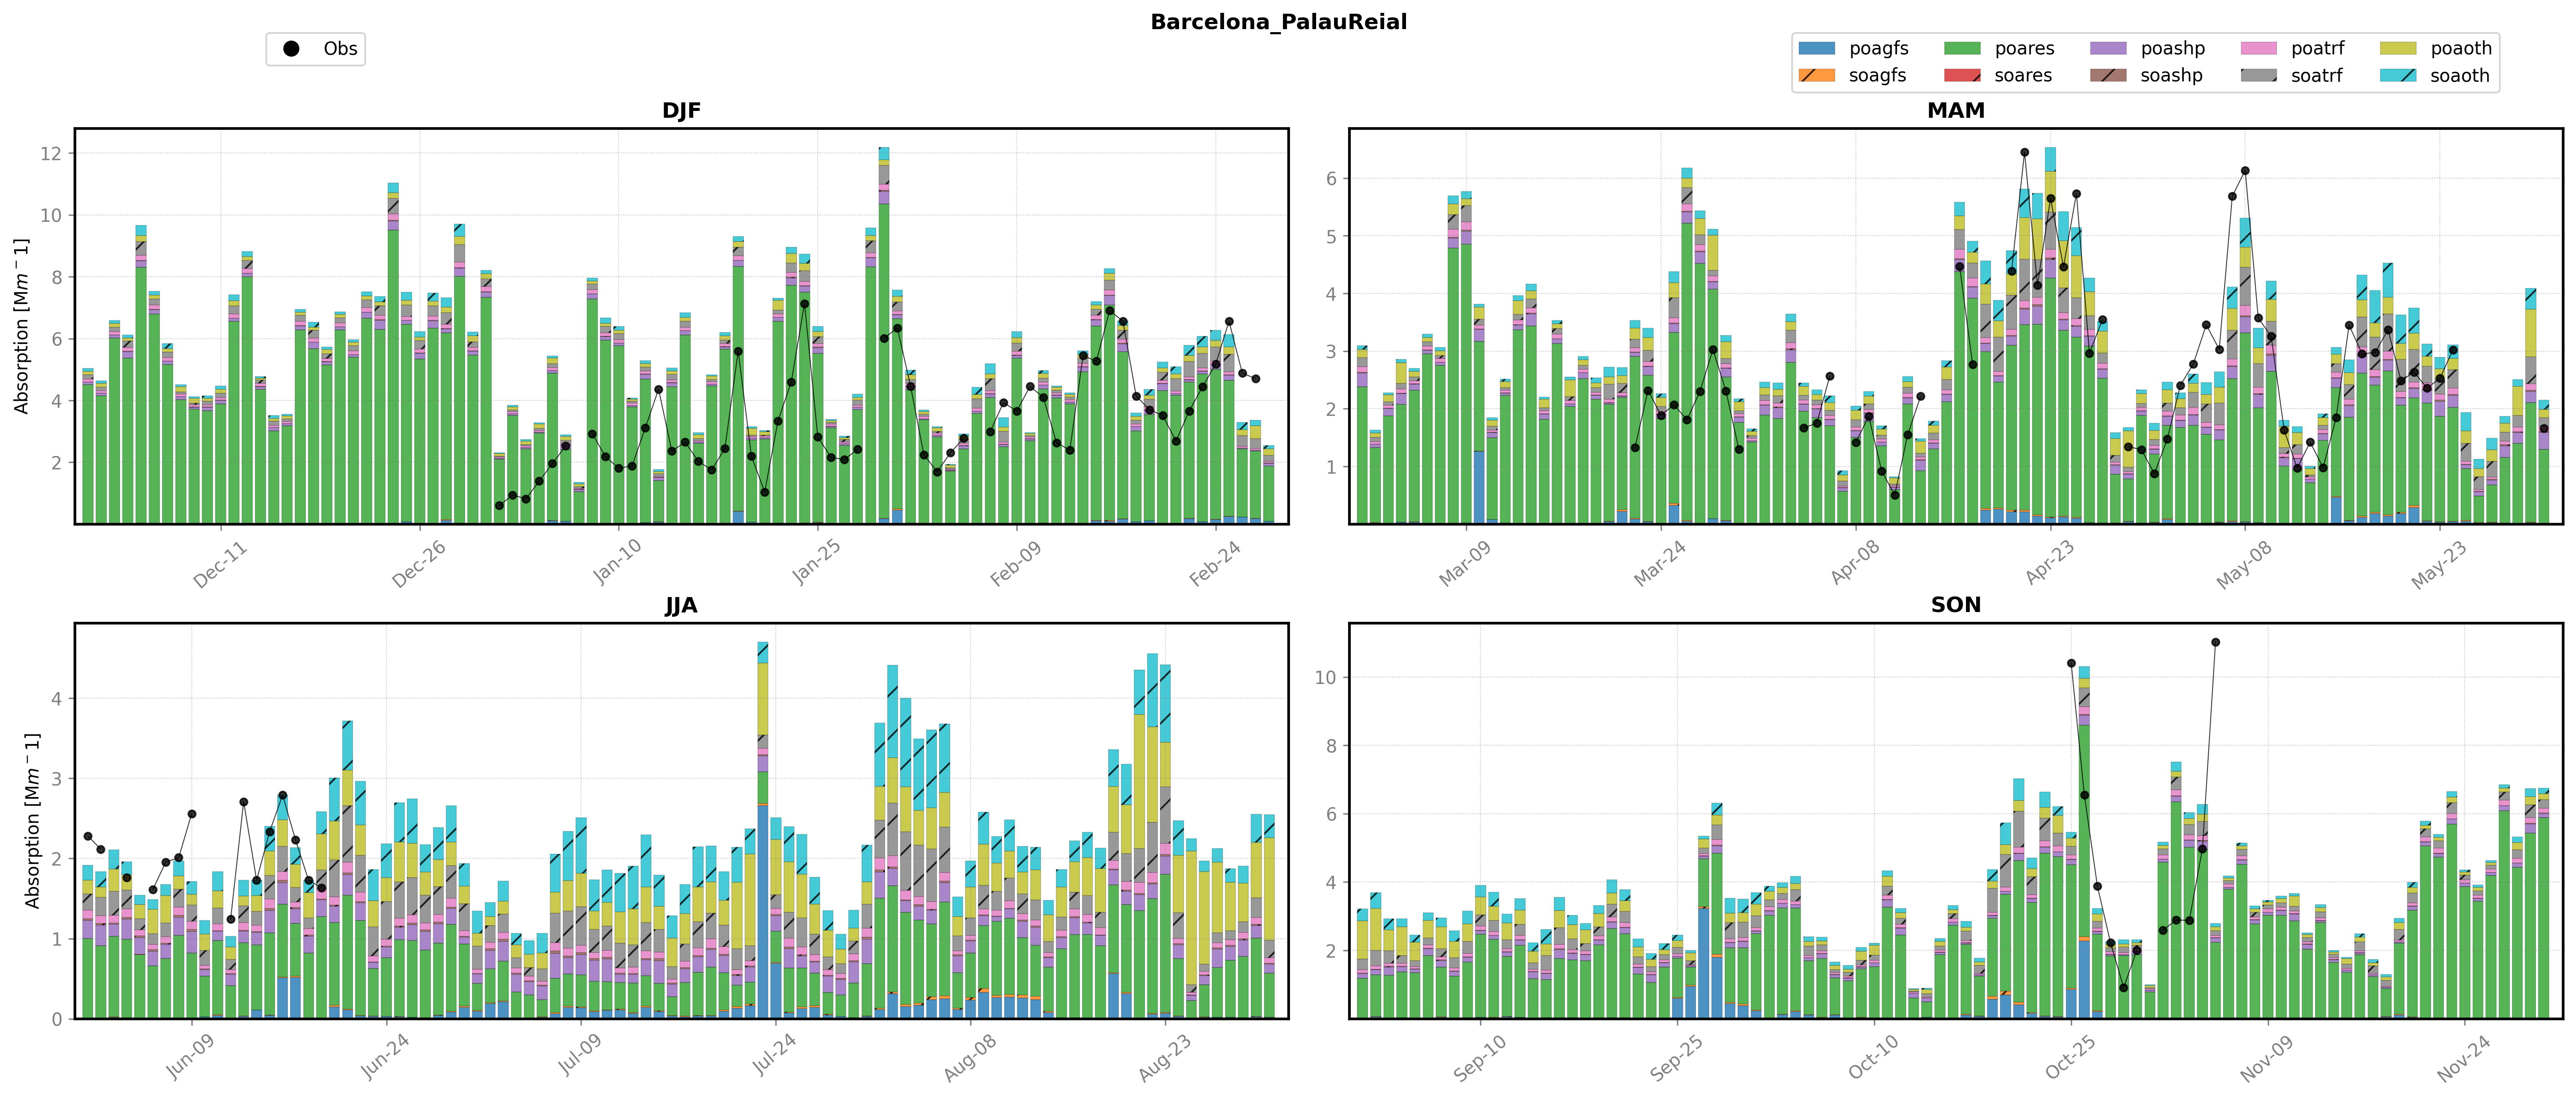 Barcelona_PalauReial
Obs
poagfs poares poashp poatrf poaoth
soagfs soares soashp soatrf soaoth
DJF
MAM
Absorption [Mm−1]
12
10
8
6
4
2
Dec-11 Dec-26 Jan-10 Jan-25 Feb-09 Feb-24
6
5
4
3
2
1
Mar-09 Mar-24 Apr-08 Apr-23 May-08 May-23
JJA
SON
Absorption [Mm−1]
4
3
2
1
0
Jun-09 Jun-24 Jul-09 Jul-24 Aug-08 Aug-23
10
8
6
4
2
Sep-10 Sep-25 Oct-10 Oct-25 Nov-09 Nov-24